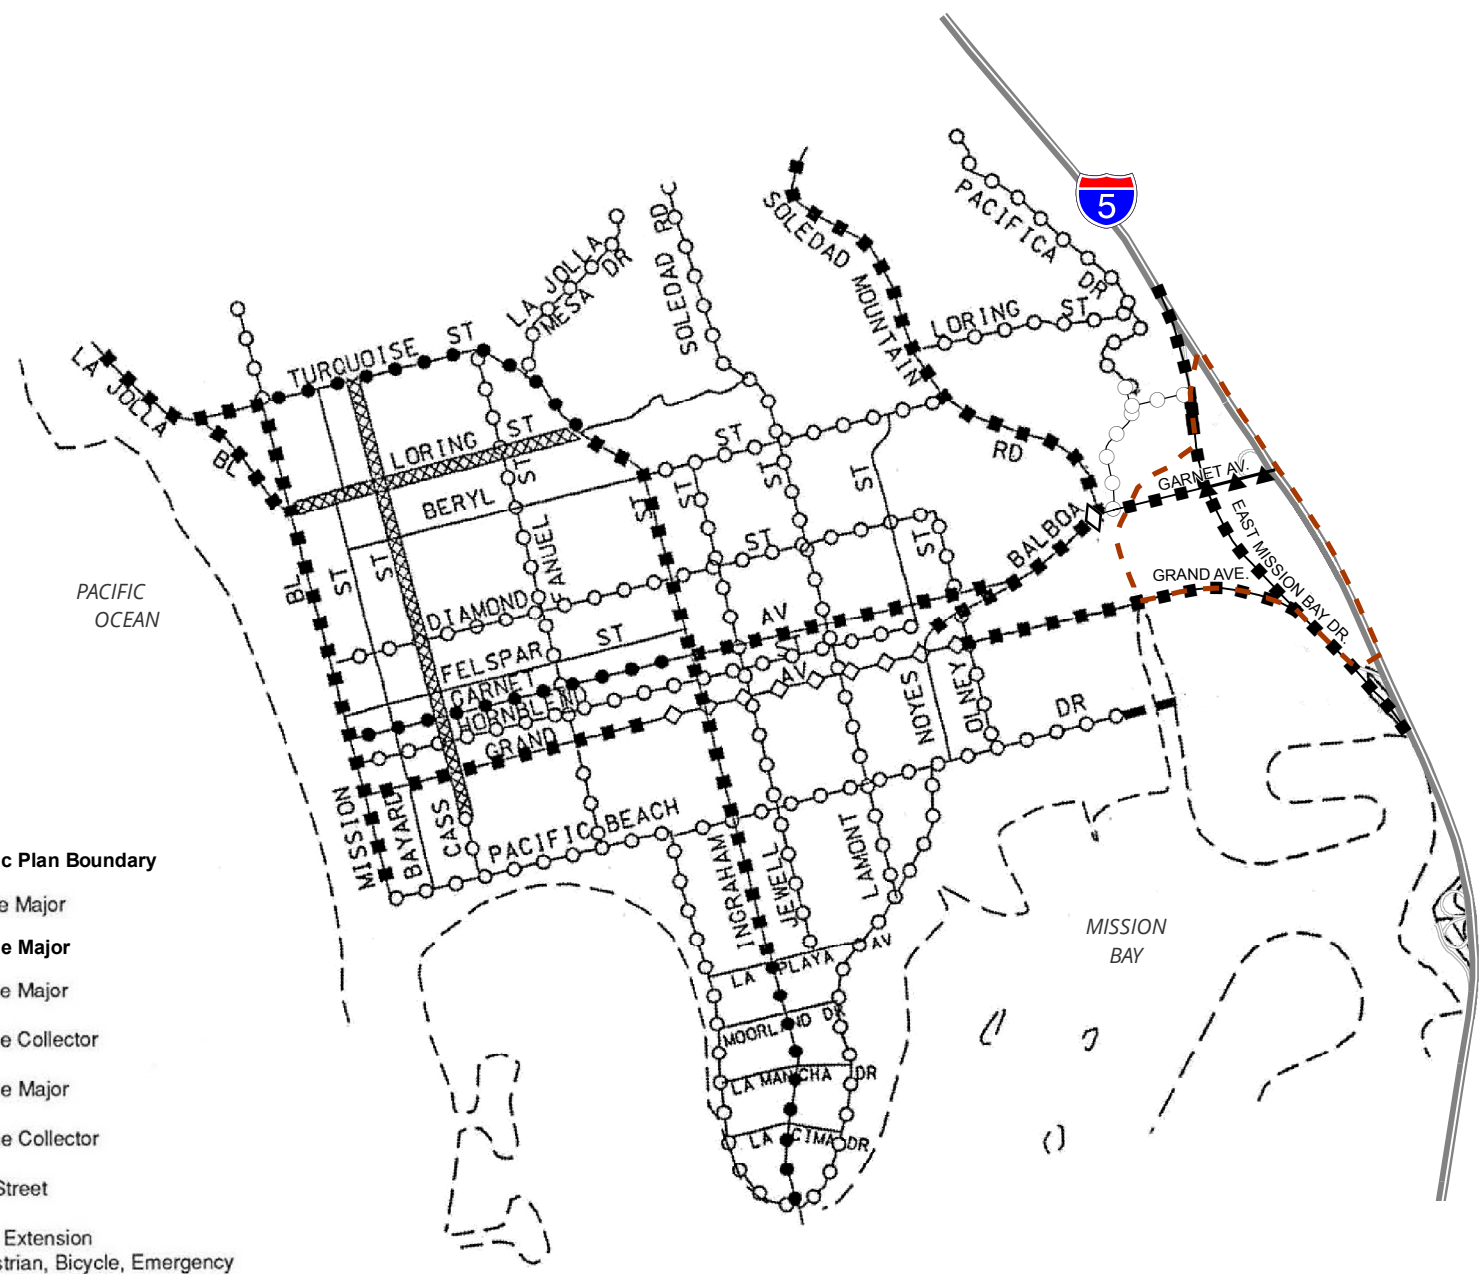 5
PACIFICA
DR
SOLEDAD
MOUNTAIN
RD
LA JOLLA
MESA DR
SOLEDAD RD
LORING ST
TURQUOISE ST
LA JOLLA
BL
LORING ST
BERYL
ST
ST
ST
ST
ST
ST
ST
GARNET AV.
EAST MISSION BAY DR.
GRAND AVE.
BALBOA
FANUEL
ST
ST
ST
BL
DIAMOND
ST
FELSPAR ST
GARNET
AV
HORNBLEND
ST
GRAND
AV
NOYES
OLNEY
DR
PACIFIC
OCEAN
MISSION
BAYARD
CASS
PACIFIC BEACH
INGRAHAM
JEWELL
LAMONT
LA PLAYA AV
MOORLAND DR
LA MANCHA DR
LA CIMA DR
MISSION
BAY
c Plan Boundary
e Major
e Major
e Major
e Collector
e Major
e Collector
Street
Extension
strian, Bicycle, Emergency